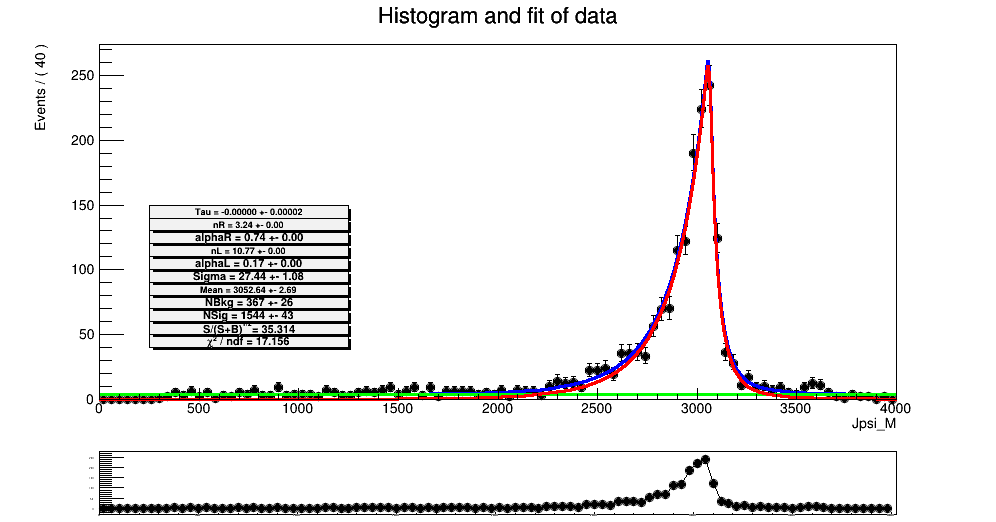 Histogram and fit of data
Events / ( 40 )
250
200
150
100
50
0
Tau = -0.00000 +- 0.00002
nR = 3.24 +- 0.00
alphaR = 0.74 +- 0.00
nL = 10.77 +- 0.00
alphaL = 0.17 +- 0.00
Sigma = 27.44 +- 1.08
Mean = 3052.64 +- 2.69
NBkg = 367 +- 26
NSig = 1544 +- 43
S/(S+B)^1/2 = 35.314
χ² / ndf = 17.156
0 500 1000 1500 2000 2500 3000 3500 4000
Jpsi_M